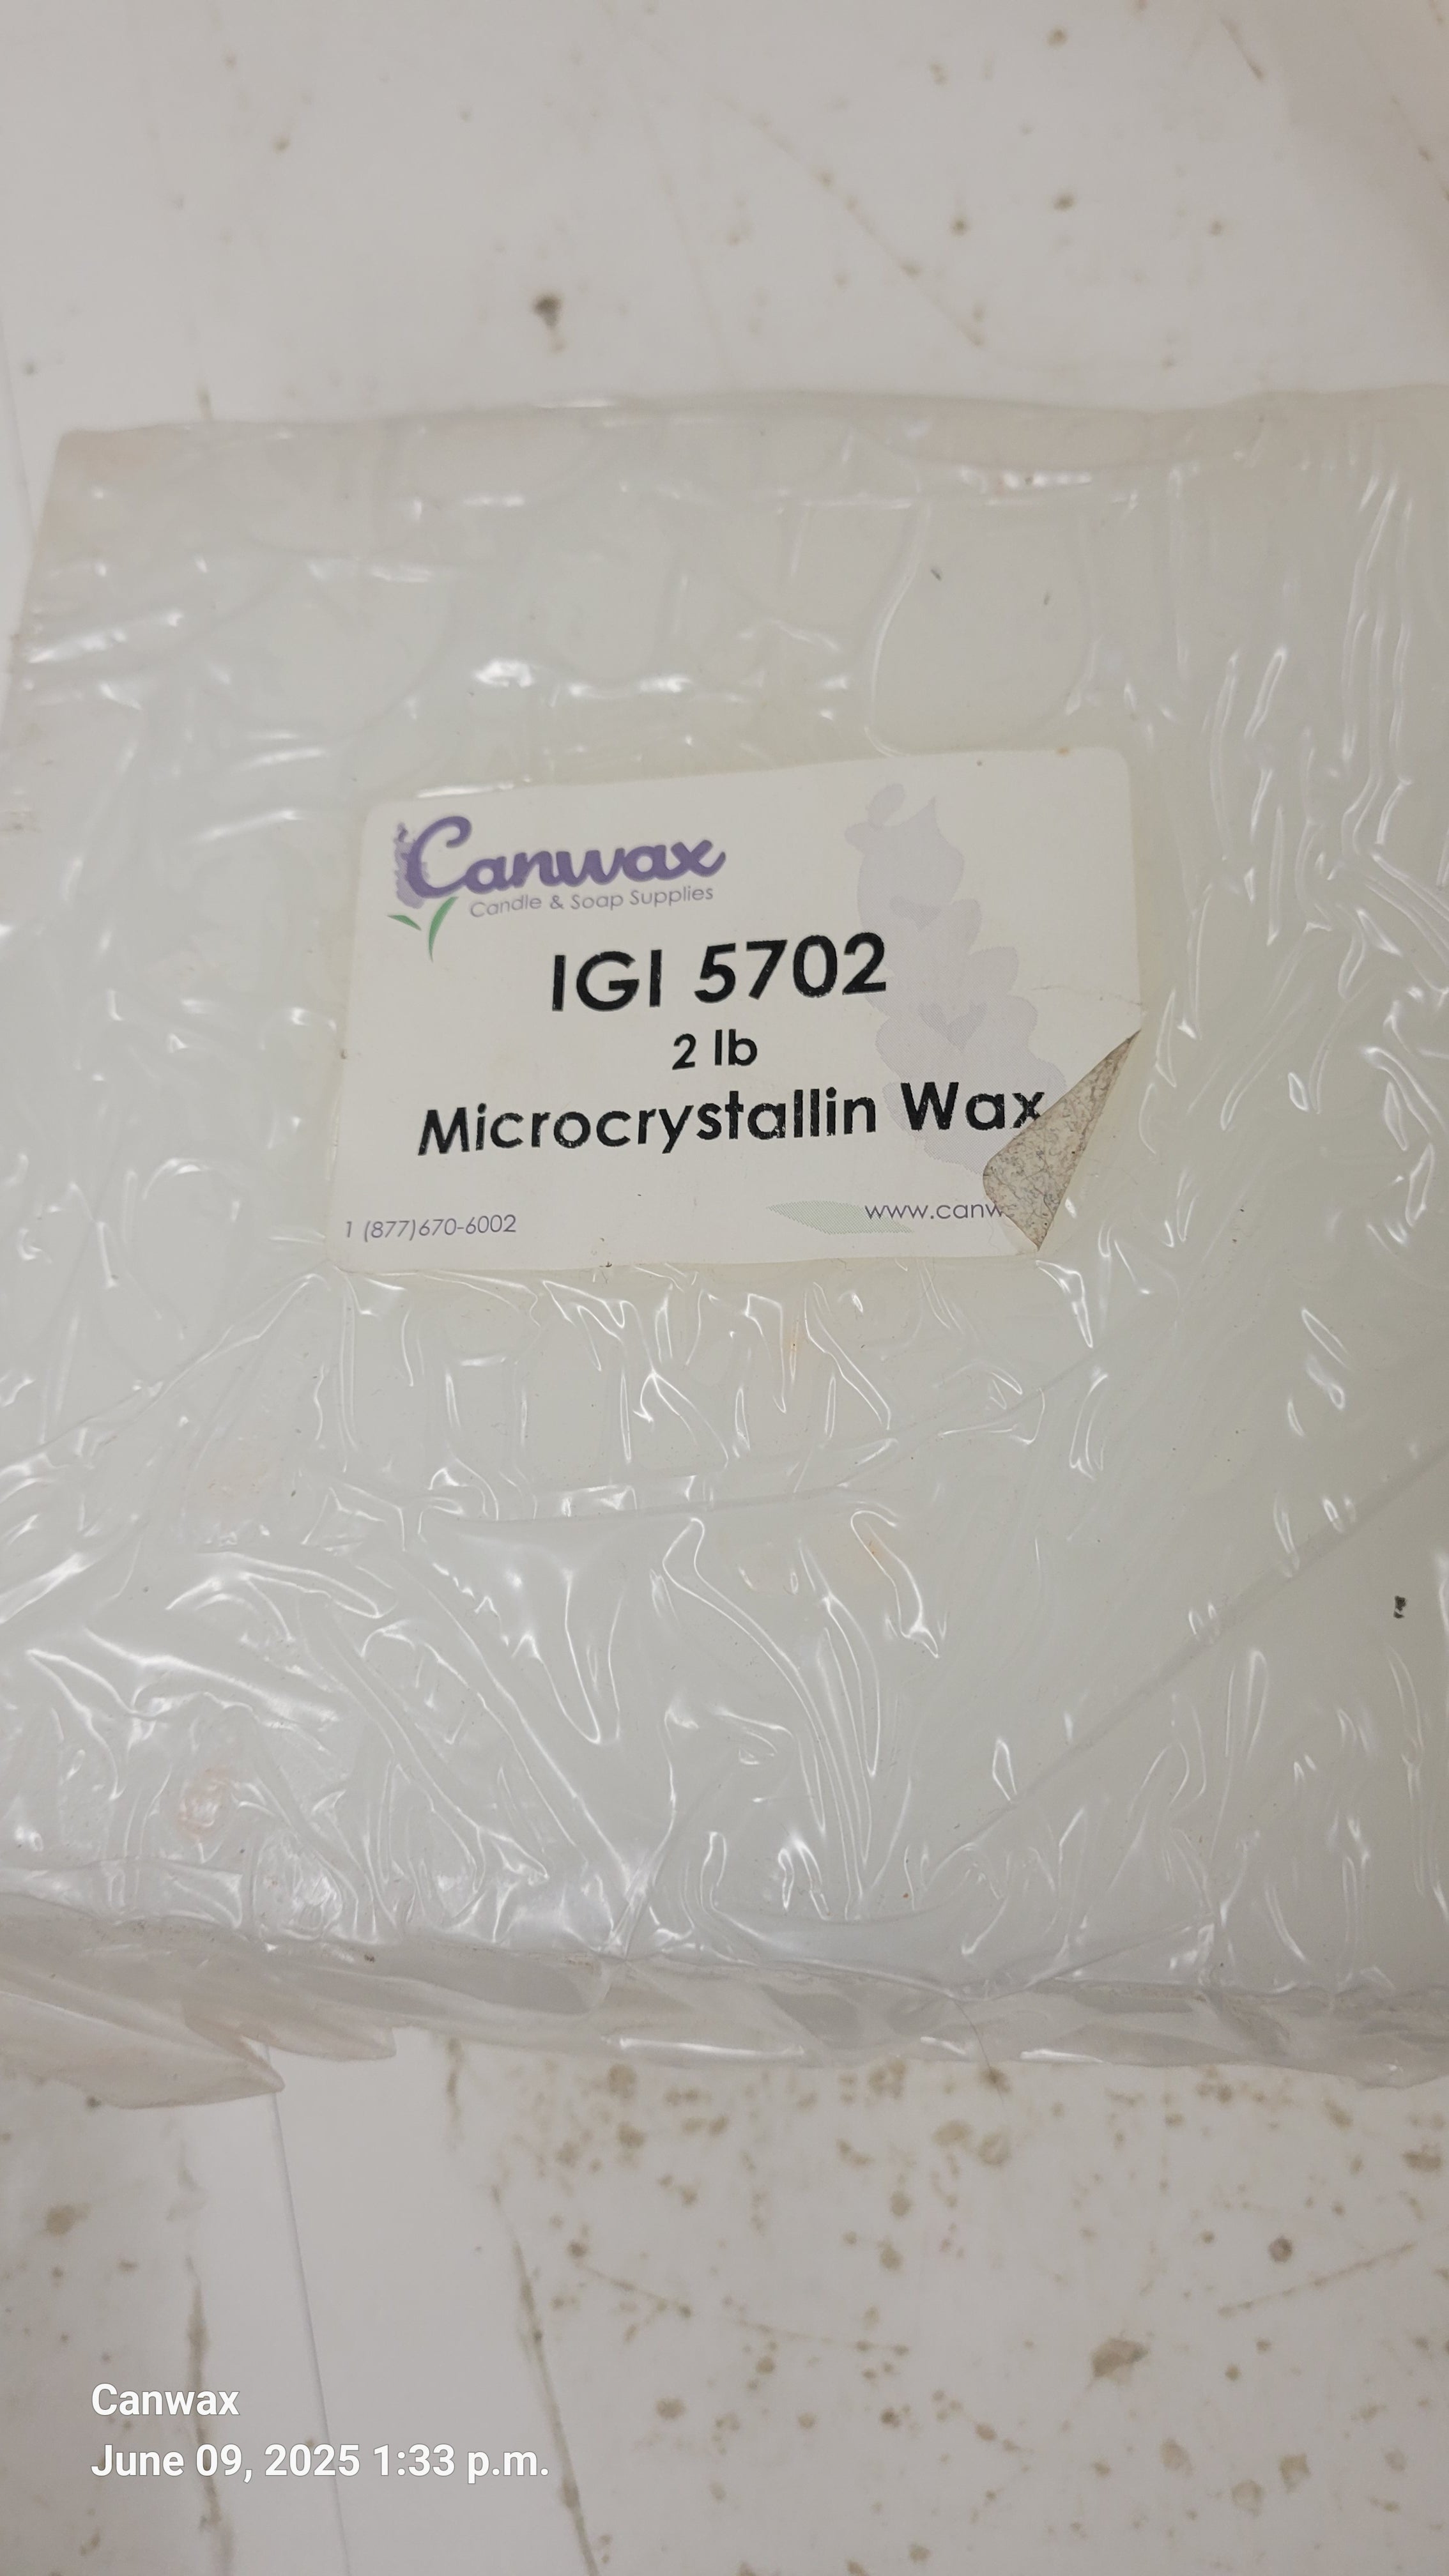 Canwax
Candle & Soap Supplies
IGI 5702
2 lb
Microcrystallin Wax
1 (877)670-6002
www.canw
Canwax
June 09, 2025 1:33 p.m.